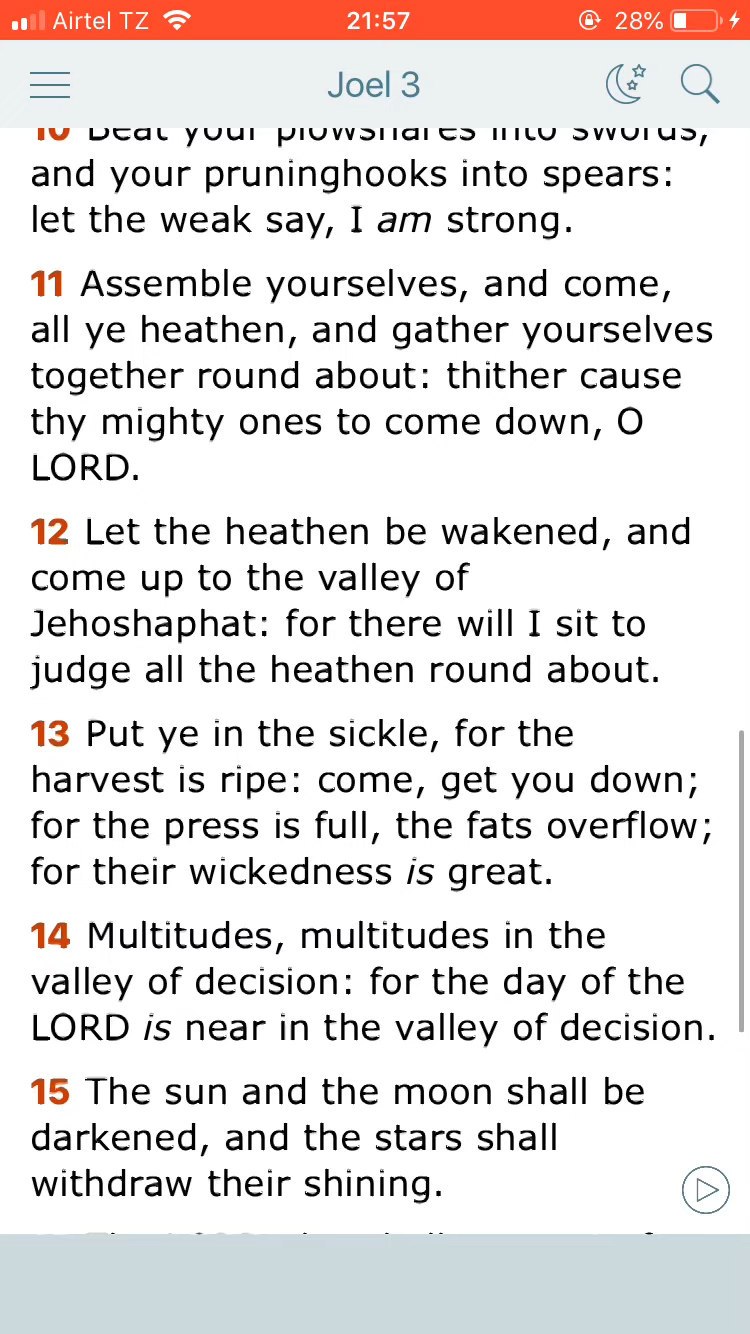 Airtel TZ 21:57 28%
Joel 3
10 Beat your plowshares into swords,
and your pruninghooks into spears:
let the weak say, I am strong.
11 Assemble yourselves, and come,
all ye heathen, and gather yourselves
together round about: thither cause
thy mighty ones to come down, O
LORD.
12 Let the heathen be wakened, and
come up to the valley of
Jehoshaphat: for there will I sit to
judge all the heathen round about.
13 Put ye in the sickle, for the
harvest is ripe: come, get you down;
for the press is full, the fats overflow;
for their wickedness is great.
14 Multitudes, multitudes in the
valley of decision: for the day of the
LORD is near in the valley of decision.
15 The sun and the moon shall be
darkened, and the stars shall
withdraw their shining.